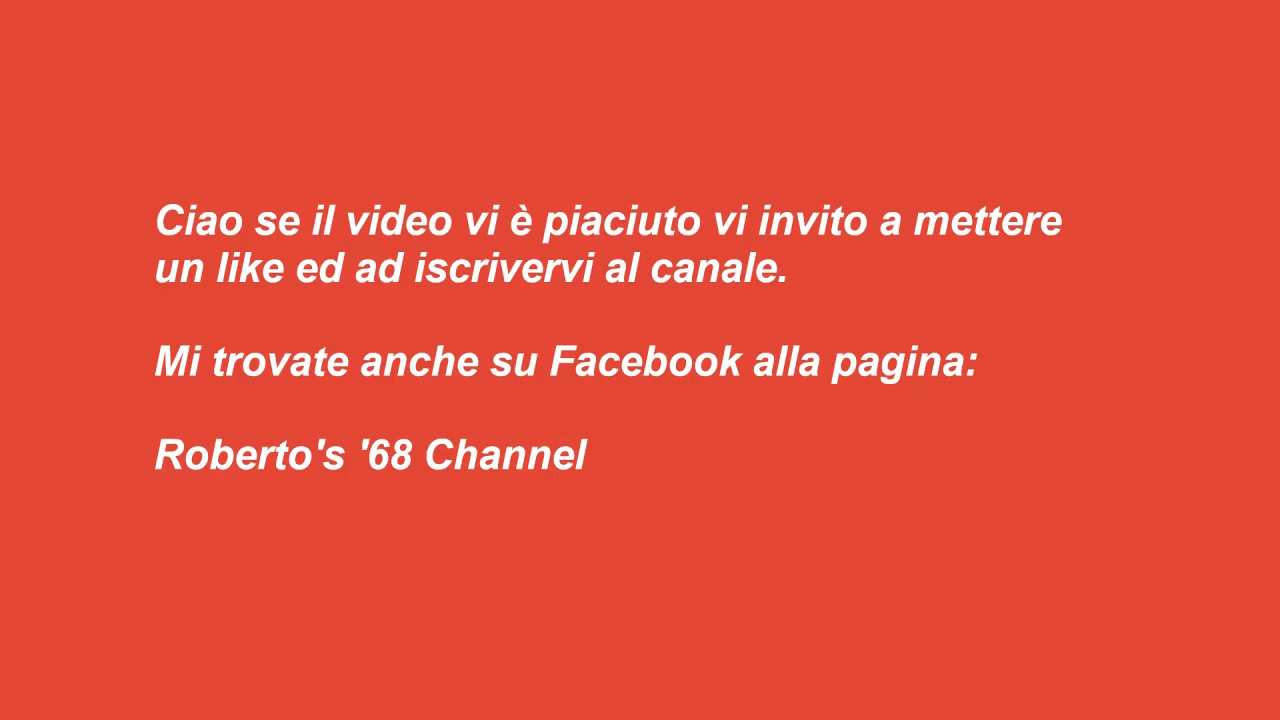 Ciao se il video vi è piaciuto vi invito a mettere
un like ed ad iscrivervi al canale.
Mi trovate anche su Facebook alla pagina:
Roberto's '68 Channel